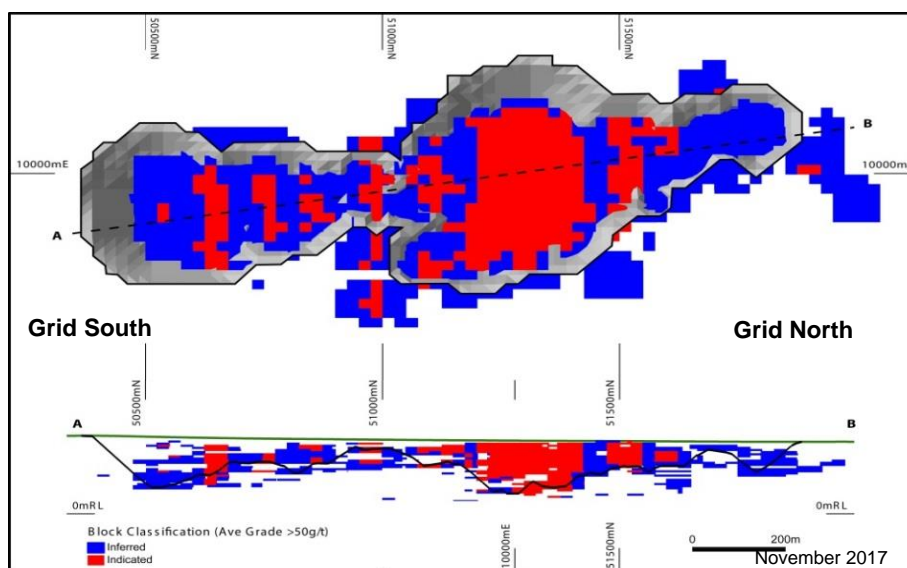 50500mN
51000mN
51500mN
B
10000mE
10000mE
A
Grid South
Grid North
50500mN
51000mN
51500mN
A
B
0mRL
0mRL
Block Classification (Ave Grade >50g/t)
Inferred
Indicated
10000mE
51500mN
0
200m
November 2017